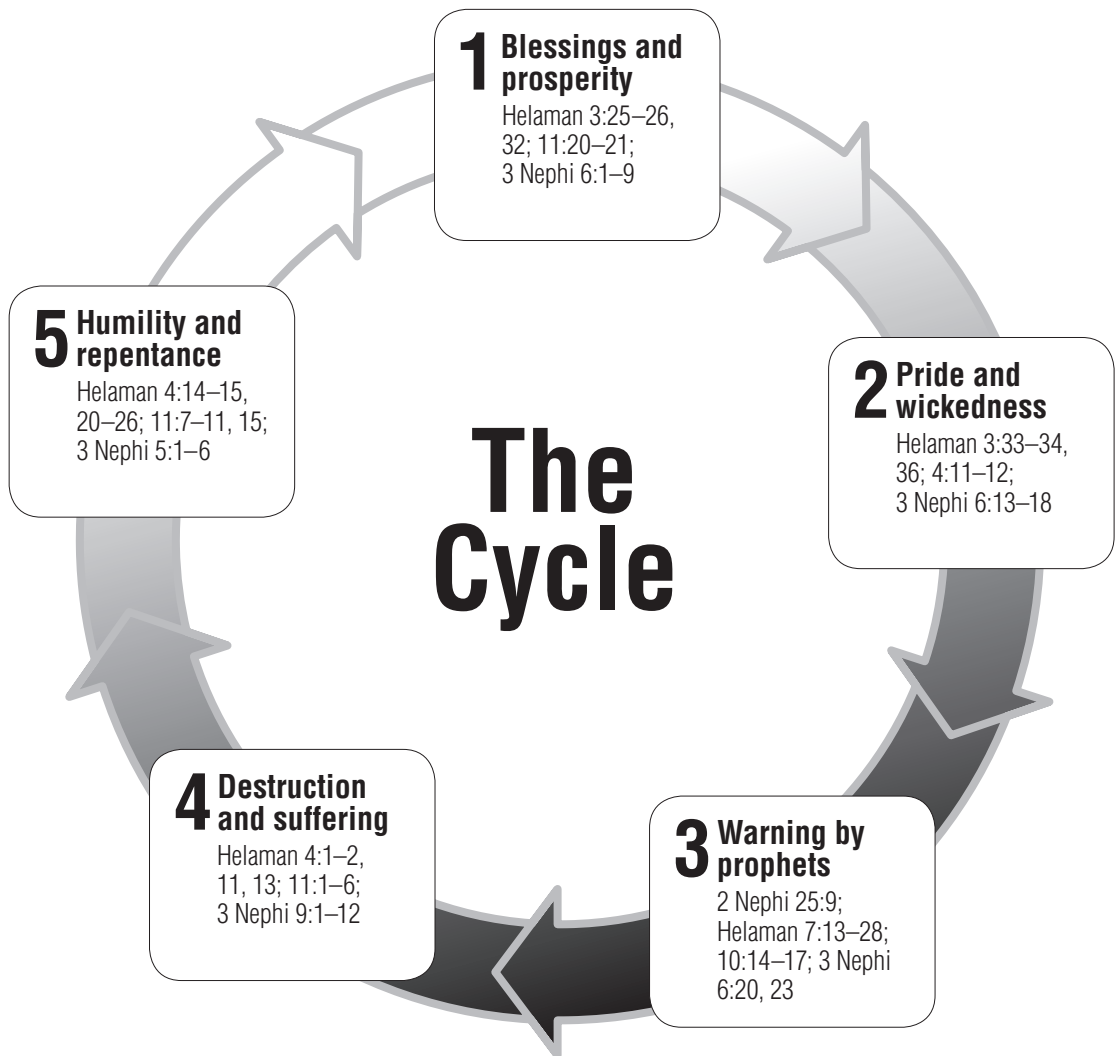 1 Blessings and
prosperity
Helaman 3:25–26,
32; 11:20–21;
3 Nephi 6:1–9
2 Pride and
wickedness
Helaman 3:33–34,
36; 4:11–12;
3 Nephi 6:13–18
3 Warning by
prophets
2 Nephi 25:9;
Helaman 7:13–28;
10:14–17; 3 Nephi
6:20, 23
4 Destruction
and suffering
Helaman 4:1–2,
11, 13; 11:1–6;
3 Nephi 9:1–12
5 Humility and
repentance
Helaman 4:14–15,
20–26; 11:7–11, 15;
3 Nephi 5:1–6
The
Cycle